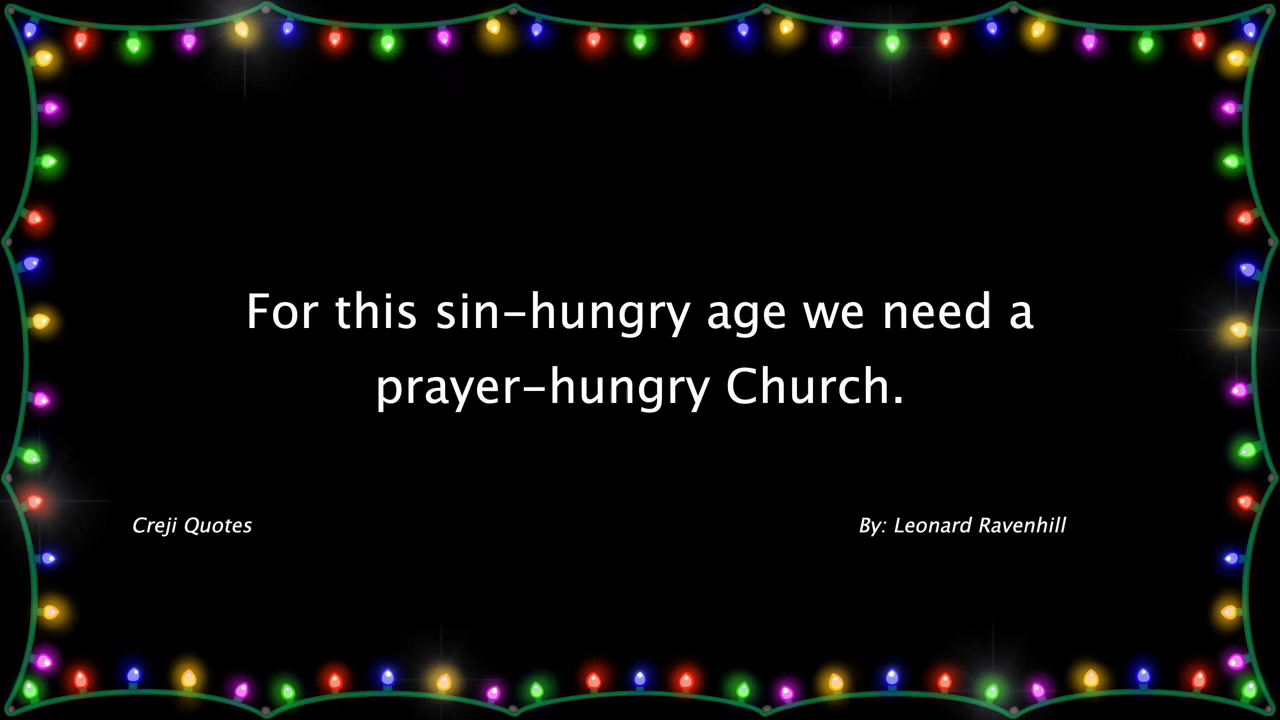 For this sin-hungry age we need a
prayer-hungry Church.
Creji Quotes
By: Leonard Ravenhill